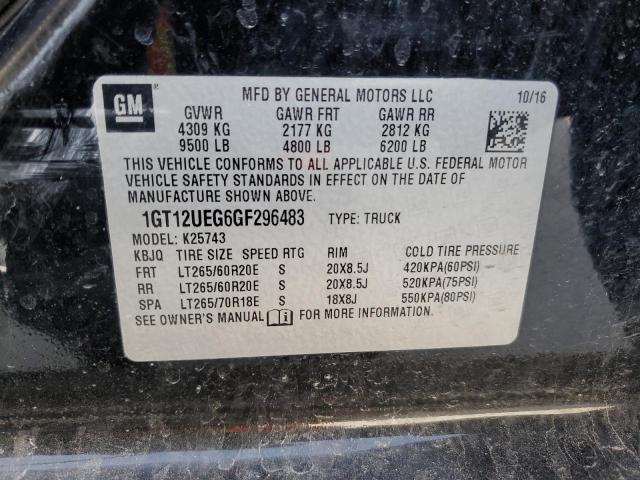 GM ®
MFD BY GENERAL MOTORS LLC 10/16
GVWR GAWR FRT GAWR RR
4309 KG 2177 KG 2812 KG
9500 LB 4800 LB 6200 LB
THIS VEHICLE CONFORMS TO ALL APPLICABLE U.S. FEDERAL MOTOR
VEHICLE SAFETY STANDARDS IN EFFECT ON THE DATE OF
MANUFACTURE SHOWN ABOVE.
1GT12UEG6GF296483 TYPE: TRUCK
MODEL: K25743
KBJQ TIRE SIZE SPEED RTG RIM COLD TIRE PRESSURE
FRT LT265/60R20E S 20X8.5J 420KPA(60PSI)
RR LT265/60R20E S 20X8.5J 520KPA(75PSI)
SPA LT265/70R18E S 18X8J 550KPA(80PSI)
SEE OWNER'S MANUAL i FOR MORE INFORMATION.